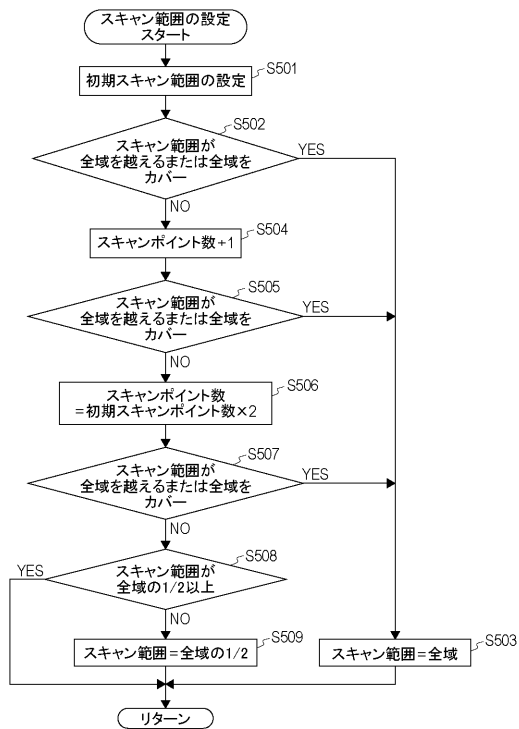 スキャン範囲の設定
スタート
初期スキャン範囲の設定
S501
スキャン範囲が
全域を越えるまたは全域を
カバー
S502
YES
NO
スキャンポイント数+1
S504
スキャン範囲が
全域を越えるまたは全域を
カバー
S505
YES
NO
スキャンポイント数
=初期スキャンポイント数×2
S506
スキャン範囲が
全域を越えるまたは全域を
カバー
S507
YES
NO
スキャン範囲が
全域の1/2以上
S508
YES
NO
スキャン範囲=全域の1/2
S509
スキャン範囲=全域
S503
リターン